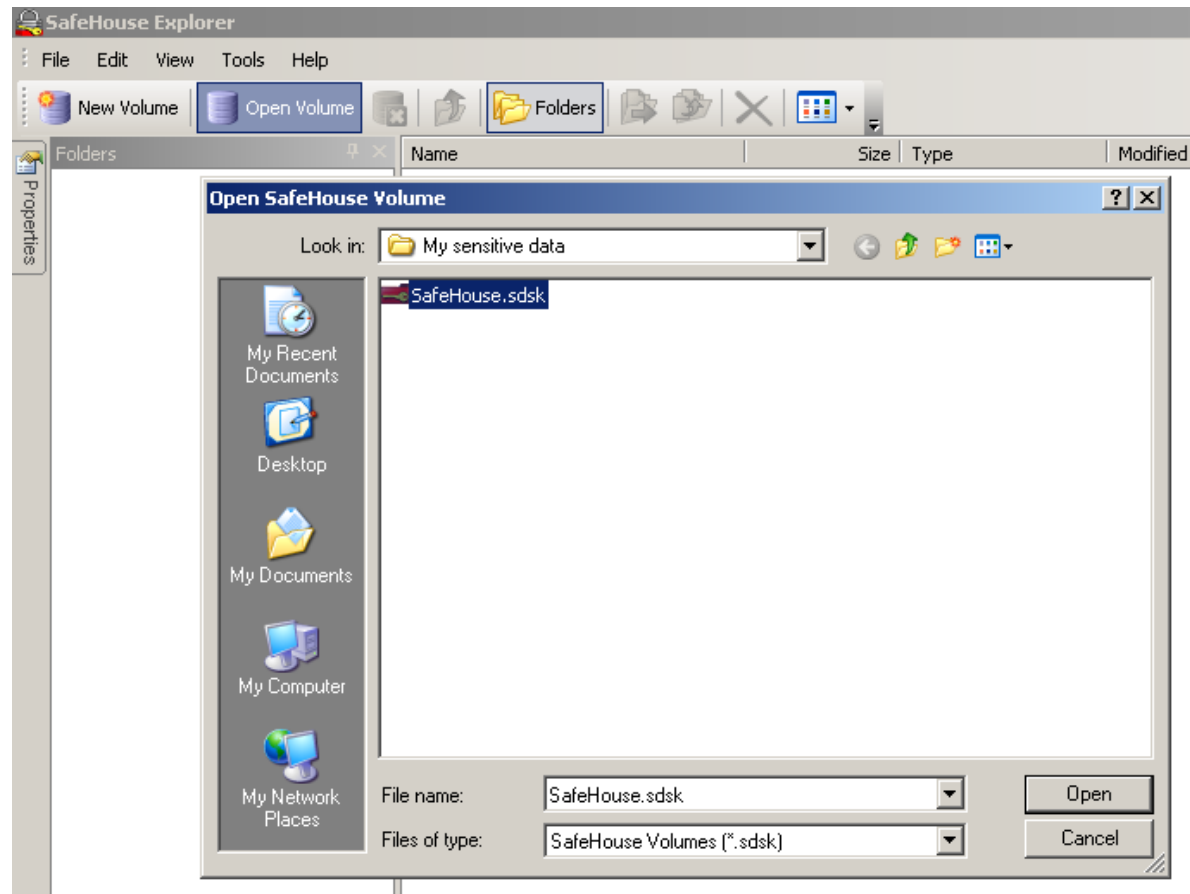 SafeHouse Explorer
File Edit View Tools Help
New Volume Open Volume Folders
Folders Name Size Type Modified
Properties
Open SafeHouse Volume
Look in: My sensitive data
SafeHouse.sdsk
My Recent
Documents
Desktop
My Documents
My Computer
My Network
Places
File name: SafeHouse.sdsk Open
Files of type: SafeHouse Volumes (*.sdsk) Cancel